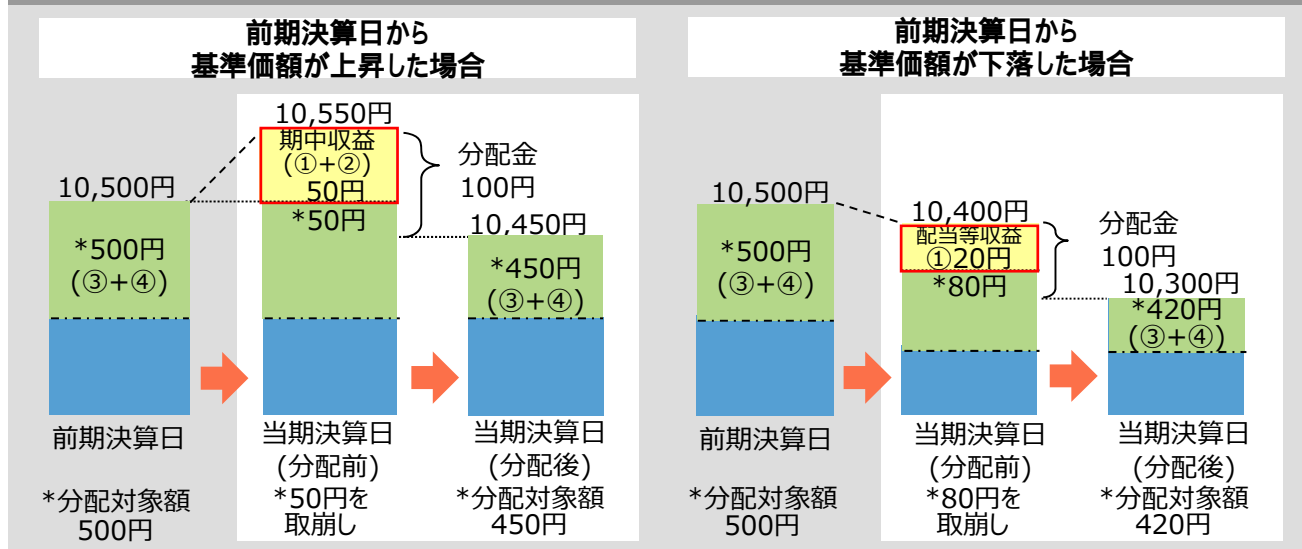 前期決算日から
基準価額が上昇した場合
10,550円
期中収益
(①+②)
50円
*50円
分配金
100円
10,500円
*500円
(③+④)
10,450円
*450円
(③+④)
前期決算日
当期決算日
(分配前)
当期決算日
(分配後)
*分配対象額
500円
*50円を
取崩し
*分配対象額
450円
前期決算日から
基準価額が下落した場合
10,500円
*500円
(③+④)
10,400円
配当等収益
①20円
*80円
分配金
100円
10,300円
*420円
(③+④)
前期決算日
当期決算日
(分配前)
当期決算日
(分配後)
*分配対象額
500円
*80円を
取崩し
*分配対象額
420円